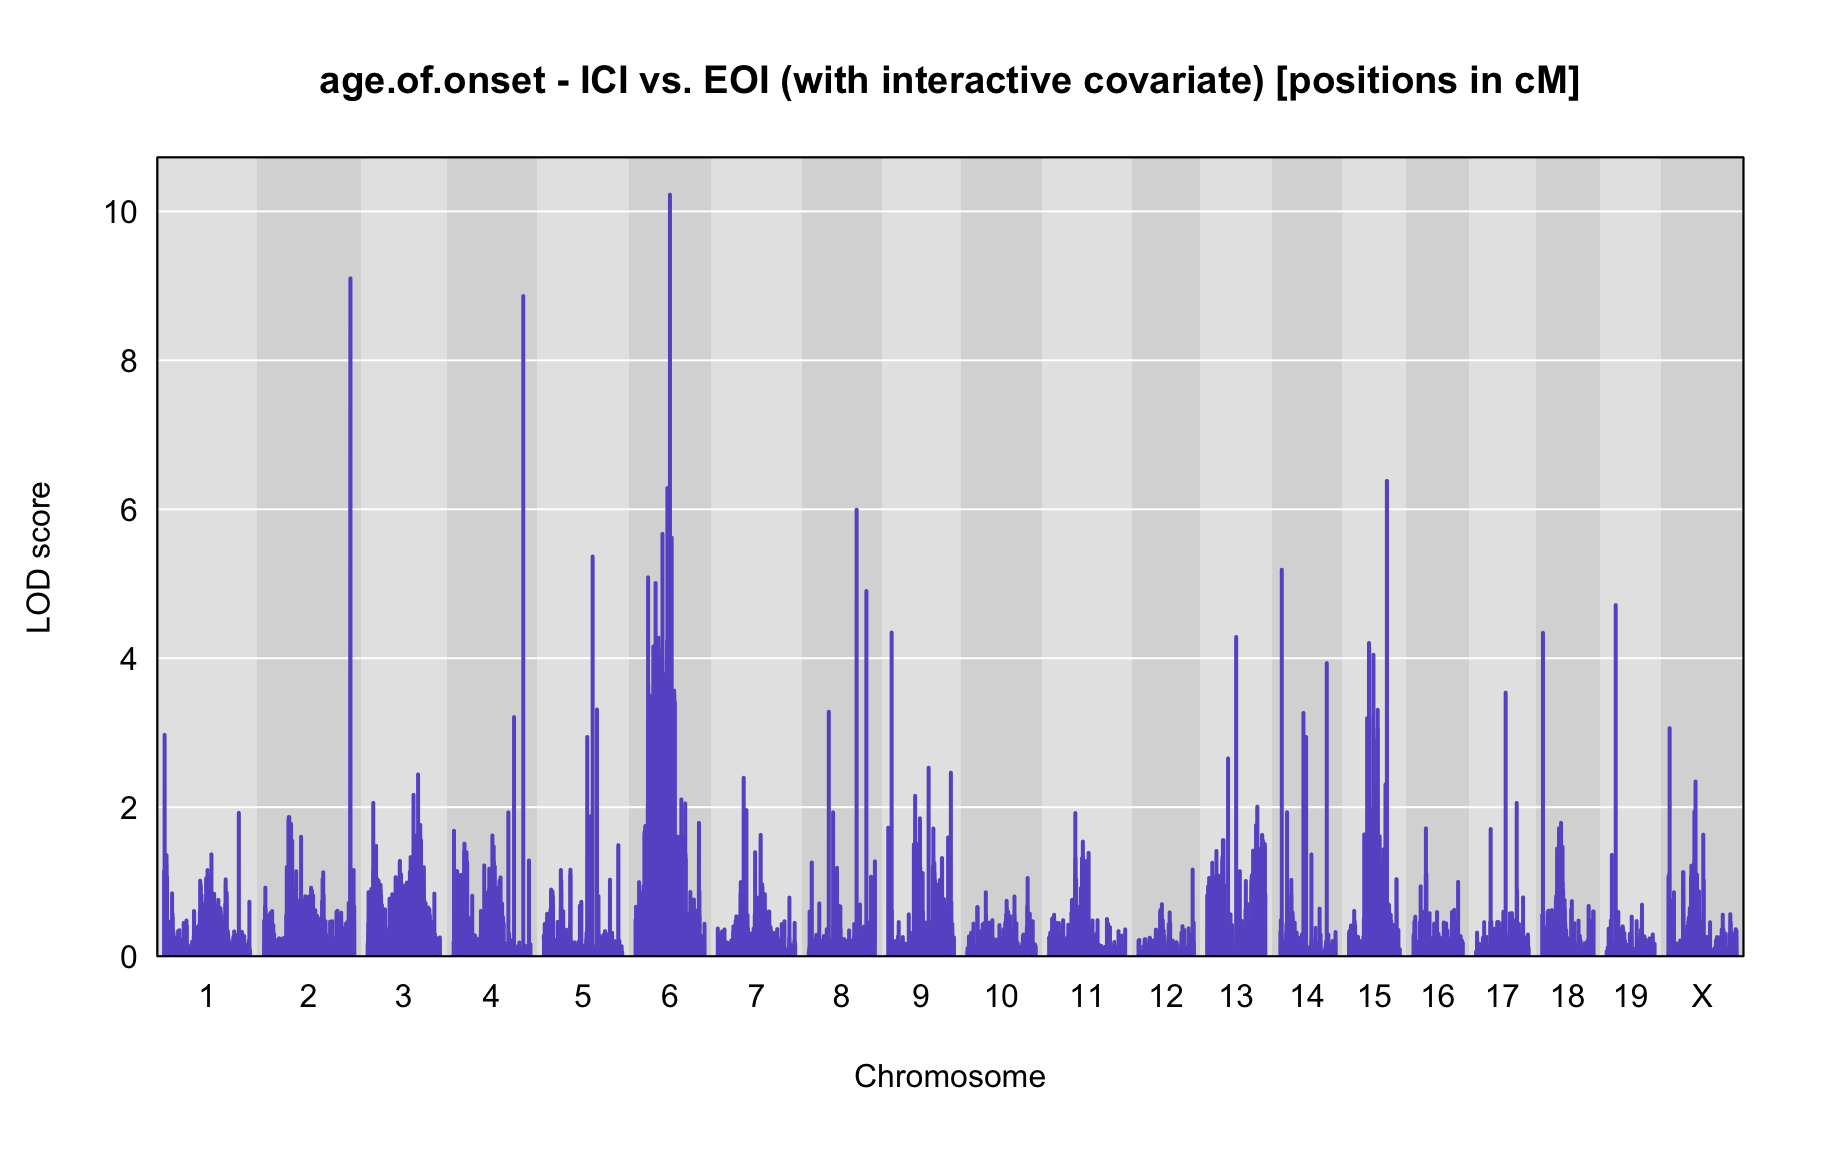 age.of.onset - ICI vs. EOI (with interactive covariate) [positions in cM]
10
8
6
4
2
0
LOD score
1 2 3 4 5 6 7 8 9 10 11 12 13 14 15 16 17 18 19 X
Chromosome